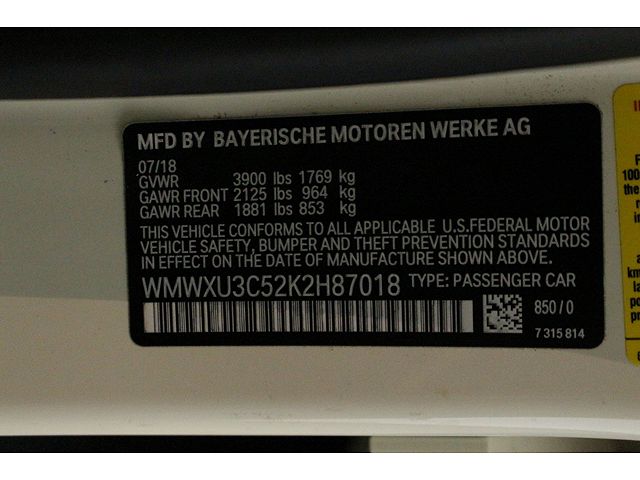 MFD BY BAYERISCHE MOTOREN WERKE AG
07/18
GVWR 3900 lbs 1769 kg
GAWR FRONT 2125 lbs 964 kg
GAWR REAR 1881 lbs 853 kg
THIS VEHICLE CONFORMS TO ALL APPLICABLE U.S.FEDERAL MOTOR
VEHICLE SAFETY, BUMPER AND THEFT PREVENTION STANDARDS
IN EFFECT ON THE DATE OF MANUFACTURE SHOWN ABOVE.
WMWXU3C52K2H87018 TYPE: PASSENGER CAR
850/0
7 315 814